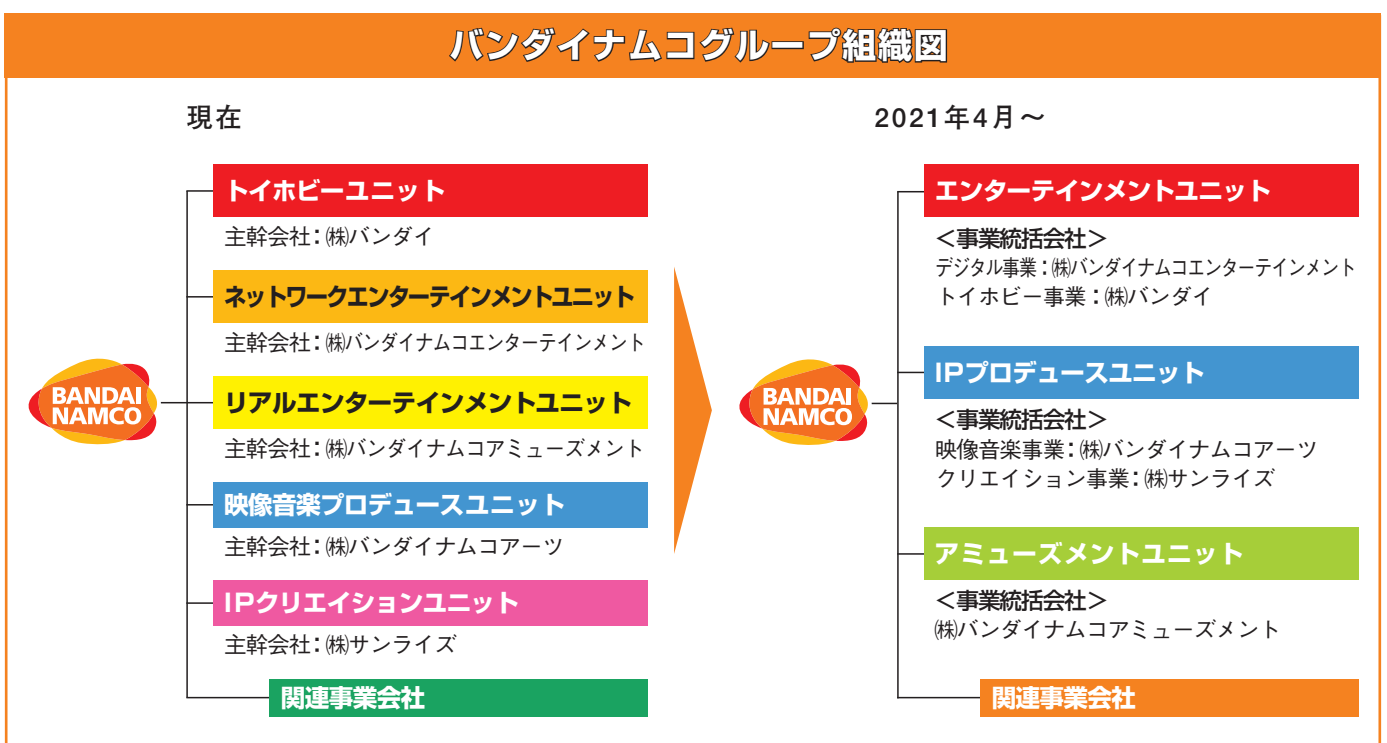 バンダイナムコグループ組織図
現在
トイホビーユニット
主幹会社:㈱バンダイ
ネットワークエンターテインメントユニット
主幹会社:㈱バンダイナムコエンターテインメント
BANDAI
NAMCO
リアルエンターテインメントユニット
主幹会社:㈱バンダイナムコアミューズメント
映像音楽プロデュースユニット
主幹会社:㈱バンダイナムコアーツ
IPクリエイションユニット
主幹会社:㈱サンライズ
関連事業会社
2021年4月～
エンターテインメントユニット
＜事業統括会社＞
デジタル事業:㈱バンダイナムコエンターテインメント
トイホビー事業:㈱バンダイ
BANDAI
NAMCO
IPプロデュースユニット
＜事業統括会社＞
映像音楽事業:㈱バンダイナムコアーツ
クリエイション事業:㈱サンライズ
アミューズメントユニット
＜事業統括会社＞
㈱バンダイナムコアミューズメント
関連事業会社